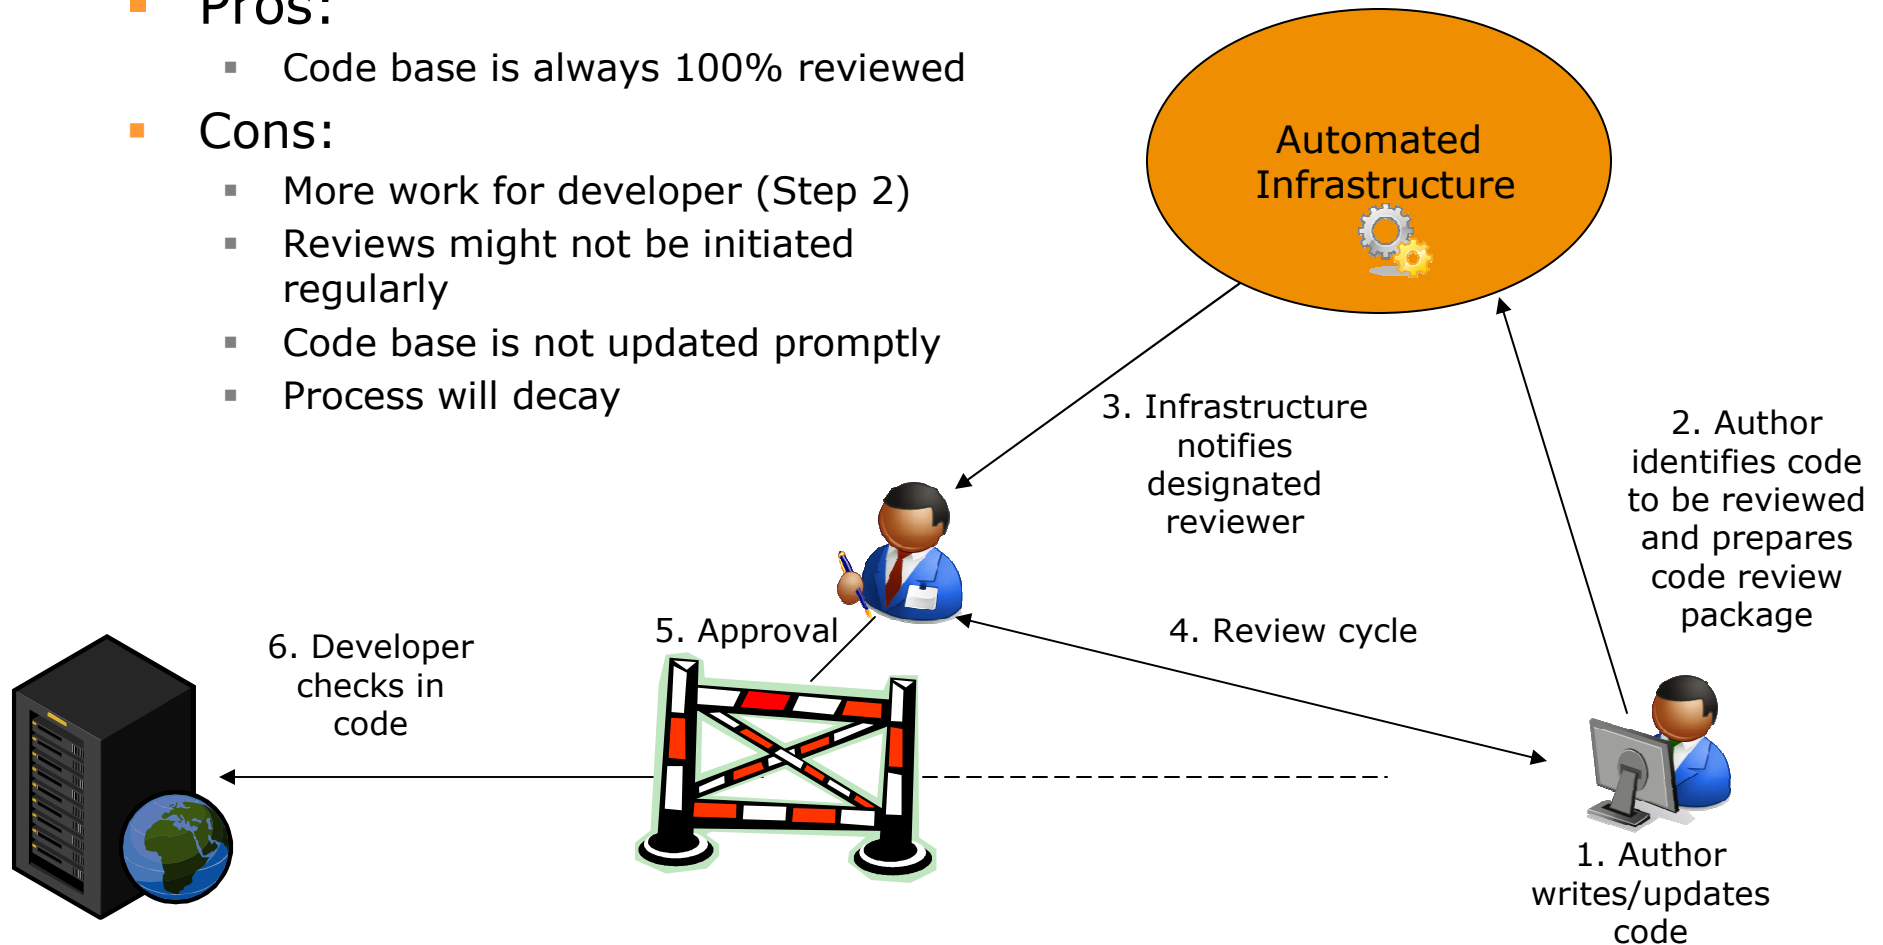 Pros:
Code base is always 100% reviewed
Cons:
More work for developer (Step 2)
Reviews might not be initiated
regularly
Code base is not updated promptly
Process will decay
Automated
Infrastructure
3. Infrastructure
notifies
designated
reviewer
2. Author
identifies code
to be reviewed
and prepares
code review
package
4. Review cycle
5. Approval
6. Developer
checks in
code
1. Author
writes/updates
code